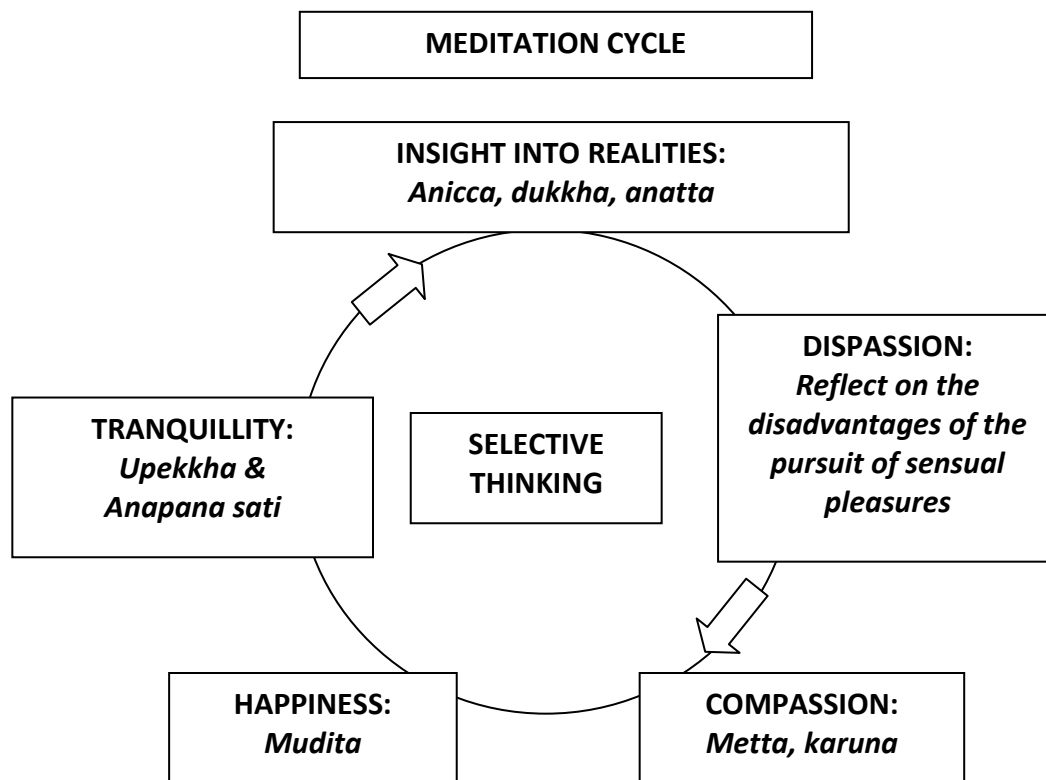 MEDITATION CYCLE
INSIGHT INTO REALITIES:
Anicca, dukkha, anatta
DISPASSION:
Reflect on the
disadvantages of the
pursuit of sensual
pleasures
TRANQUILLITY:
Upekkha &
Anapana sati
SELECTIVE
THINKING
HAPPINESS:
Mudita
COMPASSION:
Metta, karuna